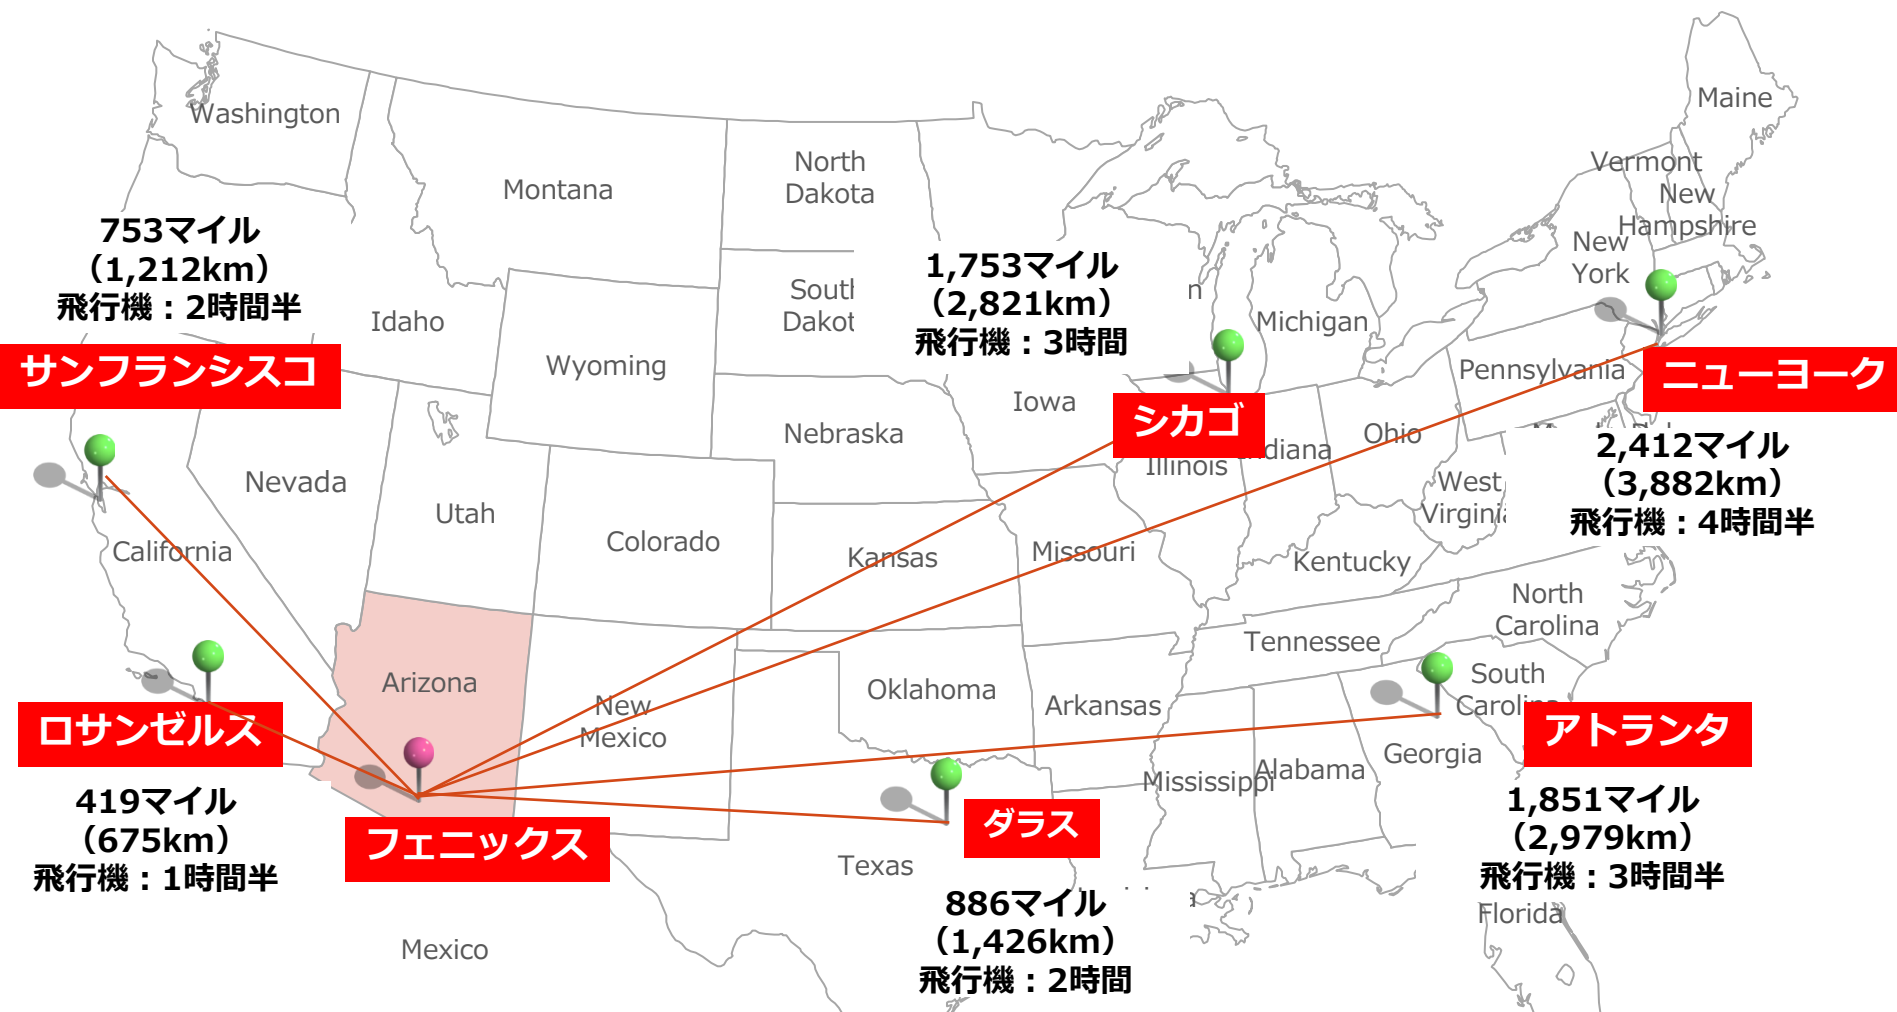 Washington
Montana
North
Dakota
Maine
Vermont
New
Hampshire
New
York
753マイル
（1,212km）
飛行機：2時間半
サンフランシスコ
Idaho
Wyoming
1,753マイル
（2,821km）
飛行機：3時間
シカゴ
Michigan
Pennsylvania
ニューヨーク
2,412マイル
（3,882km）
飛行機：4時間半
Iowa
Nebraska
Nevada
Utah
Colorado
Kansas
Missouri
Illinois
Ohio
West
Kentucky
California
Arizona
New
Mexico
Oklahoma
Arkansas
Tennessee
North
Carolina
South
ロサンゼルス
419マイル
（675km）
飛行機：1時間半
フェニックス
ダラス
886マイル
（1,426km）
飛行機：2時間
Texas
Mississippi
Alabama
Georgia
アトランタ
1,851マイル
（2,979km）
飛行機：3時間半
Florida
Mexico